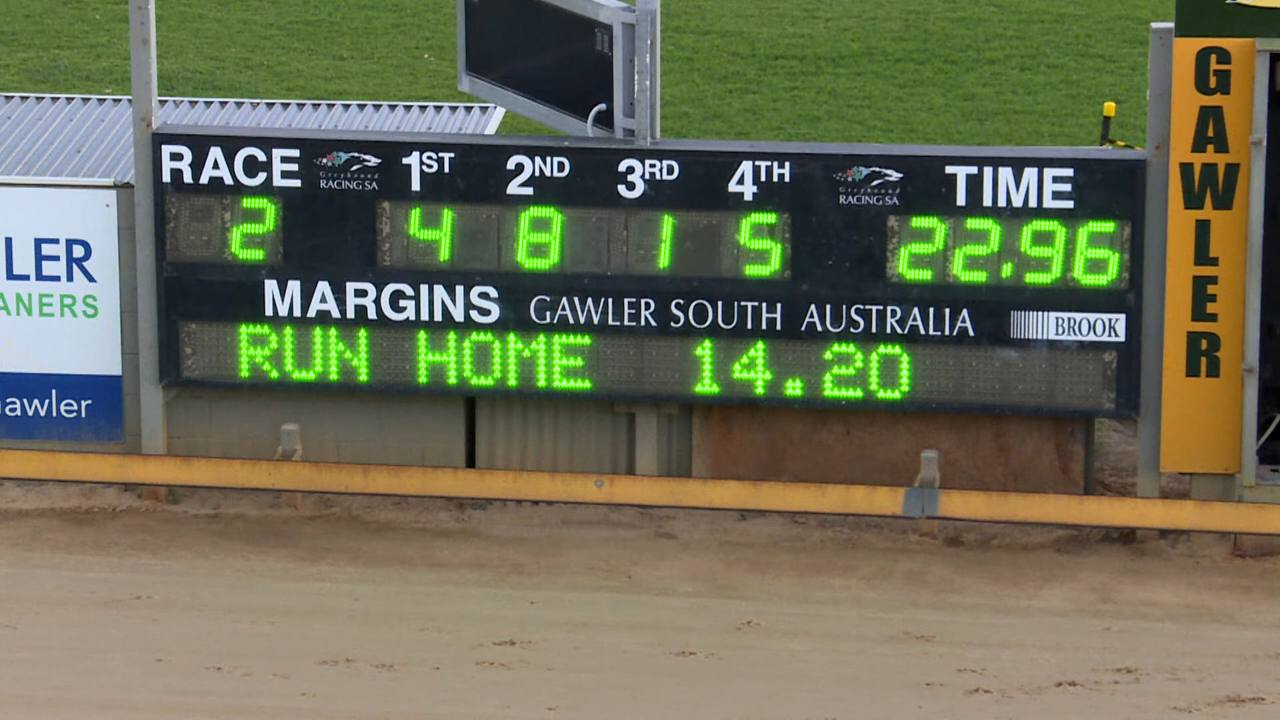 RACE Greyhound RACING SA 1ST 2ND 3RD 4TH Greyhound RACING SA TIME
2 4 8 1 5 22.96
MARGINS GAWLER SOUTH AUSTRALIA BROOK
RUN HOME 14.20
LER
ANERS
awler
GAWLER